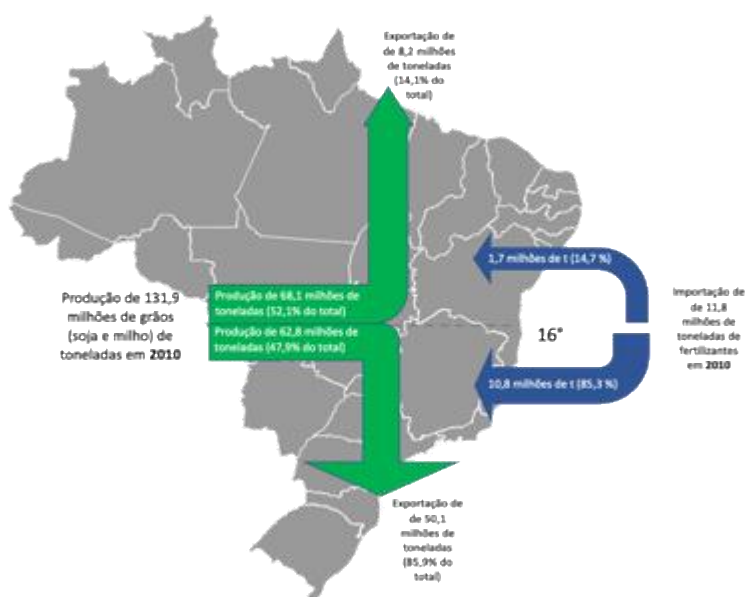 Exportação de
de 8,2 milhões
de toneladas
(14,1% do
total)
1,7 milhões de t (14,7 %)
Produção de 131,9
milhões de grãos
(soja e milho) de
toneladas em 2010
Produção de 68,1 milhões de
toneladas (52,1% do total)
Produção de 62,8 milhões de
toneladas (47,9% do total)
16°
Importação de
de 11,8
milhões de
toneladas de
fertilizantes
em 2010
10,8 milhões de t (85,3 %)
Exportação de
de 50,1
milhões de
toneladas
(85,9% do
total)